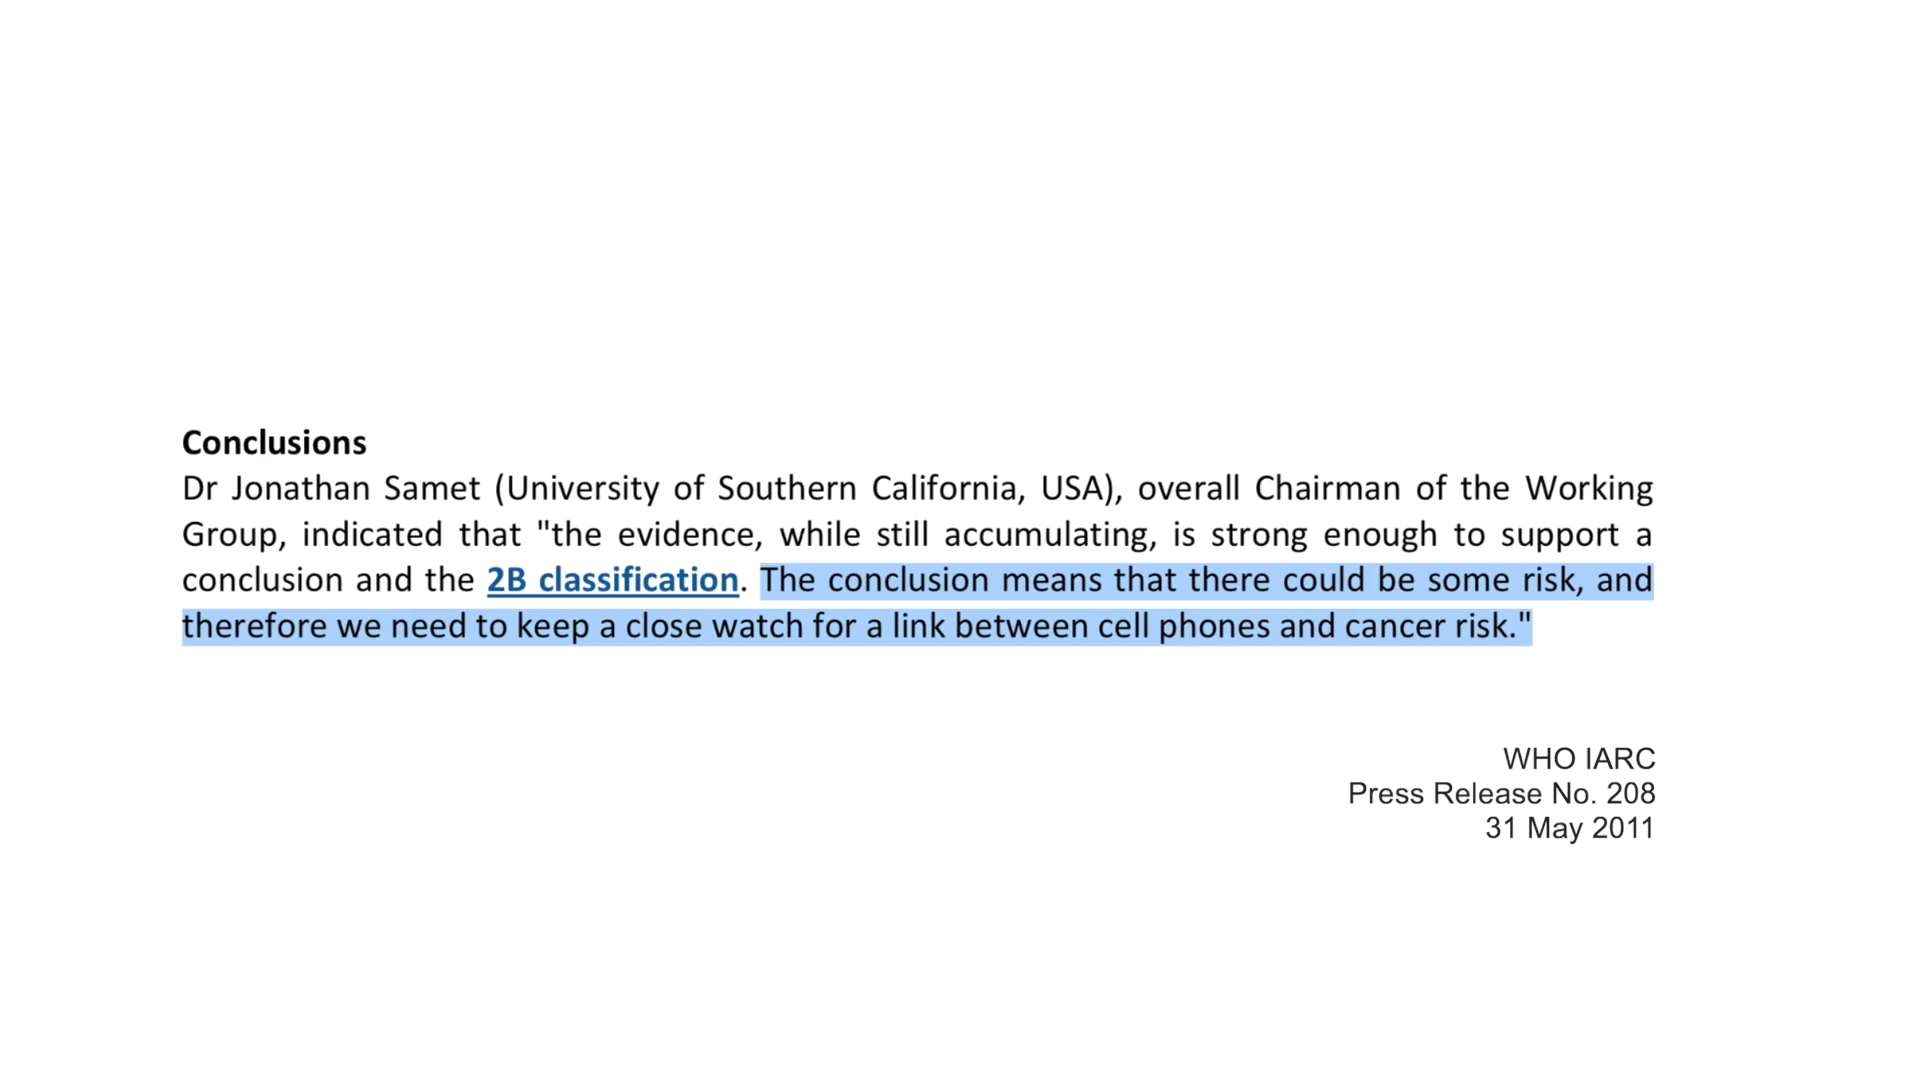 Conclusions
Dr Jonathan Samet (University of Southern California, USA), overall Chairman of the Working
Group, indicated that "the evidence, while still accumulating, is strong enough to support a
conclusion and the 2B classification. The conclusion means that there could be some risk, and
therefore we need to keep a close watch for a link between cell phones and cancer risk."
WHO IARC
Press Release No. 208
31 May 2011